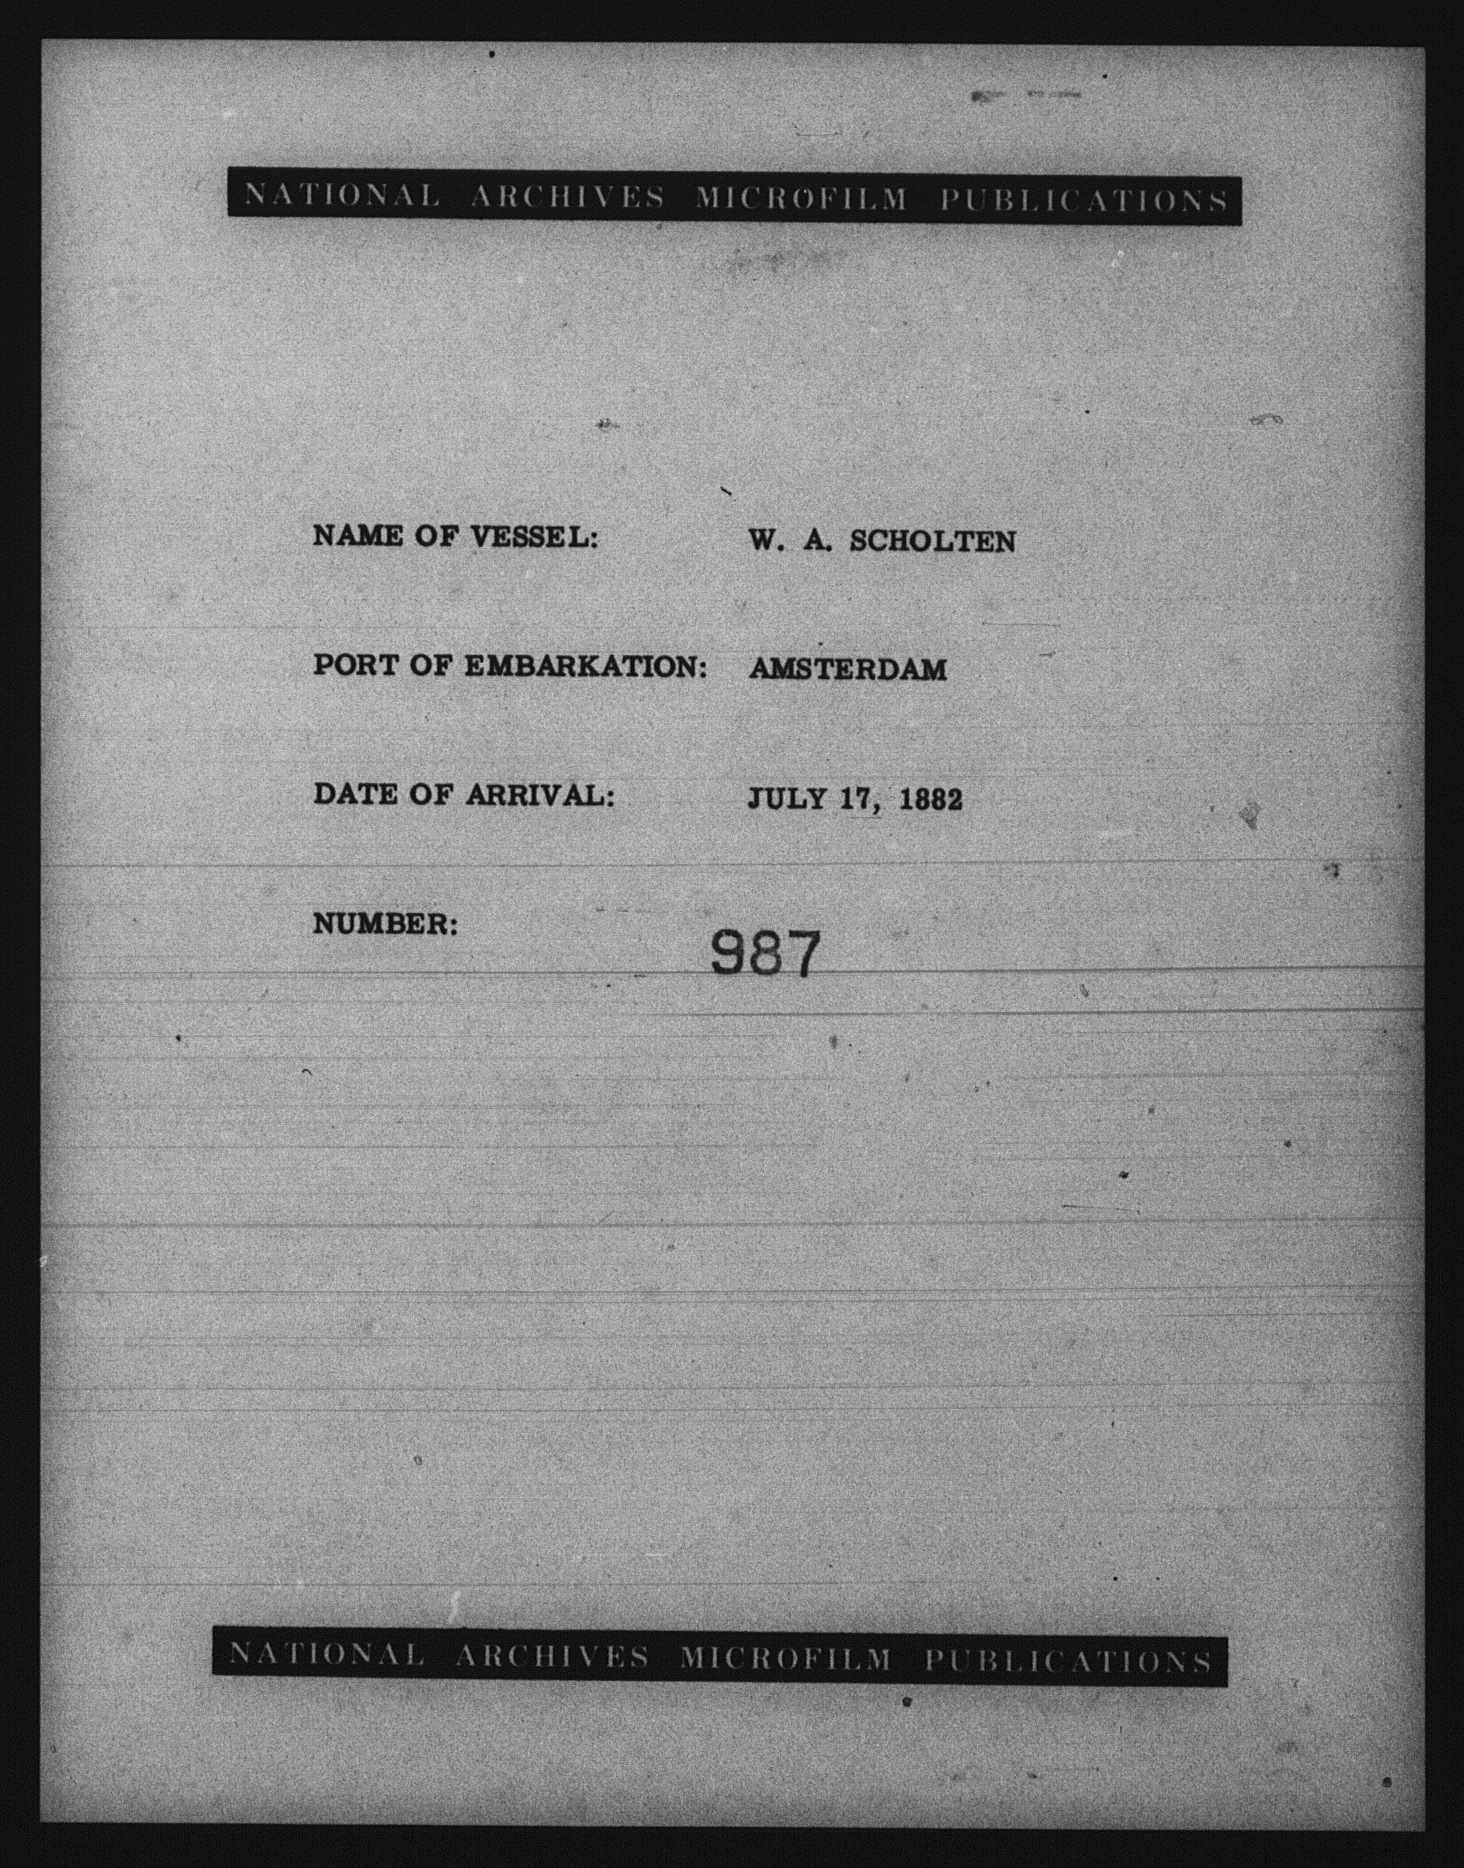 NATIONAL ARCHIVES MICROFILM PUBLICATIONS
NAME OF VESSEL: W. A. SCHOLTEN
PORT OF EMBARKATION: AMSTERDAM
DATE OF ARRIVAL: JULY 17, 1882
NUMBER: 987
NATIONAL ARCHIVES MICROFILM PUBLICATIONS